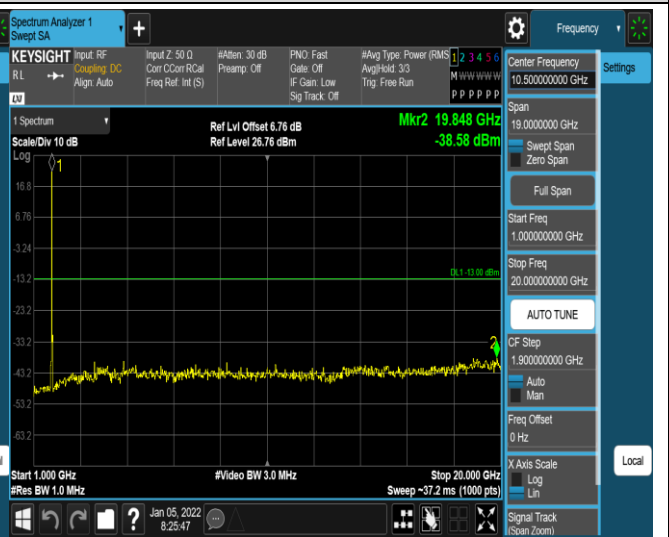 Spectrum Analyzer 1
Swept SA
+
Frequency
KEYSIGHT
RL
Input: RF
Coupling: DC
Align: Auto
Input Z: 50 Ω
Corr CCorr RCal
Freq Ref: Int (S)
#Atten: 30 dB
Preamp: Off
PNO: Fast
Gate: Off
IF Gain: Low
Sig Track: Off
#Avg Type: Power (RMS
Avg|Hold: 3/3
Trig: Free Run
1 2 3 4 5 6
M W W W W W
P P P P P P
LXI
1 Spectrum
Scale/Div 10 dB
Log
Ref Lvl Offset 6.76 dB
Ref Level 26.76 dBm
Mkr2 19.848 GHz
-38.58 dBm
1
16.8
6.76
-3.24
-13.2
-23.2
-33.2
-43.2
-53.2
-63.2
DL1 -13.00 dBm
2
Start 1.000 GHz
#Res BW 1.0 MHz
#Video BW 3.0 MHz
Stop 20.000 GHz
Sweep ~37.2 ms (1000 pts)
?
Jan 05, 2022
8:25:47
Center Frequency
10.500000000 GHz
Span
19.0000000 GHz
Swept Span
Zero Span
Full Span
Start Freq
1.000000000 GHz
Stop Freq
20.000000000 GHz
AUTO TUNE
CF Step
1.900000000 GHz
Auto
Man
Freq Offset
0 Hz
X Axis Scale
Log
Lin
Signal Track
(Span Zoom)
Settings
Local